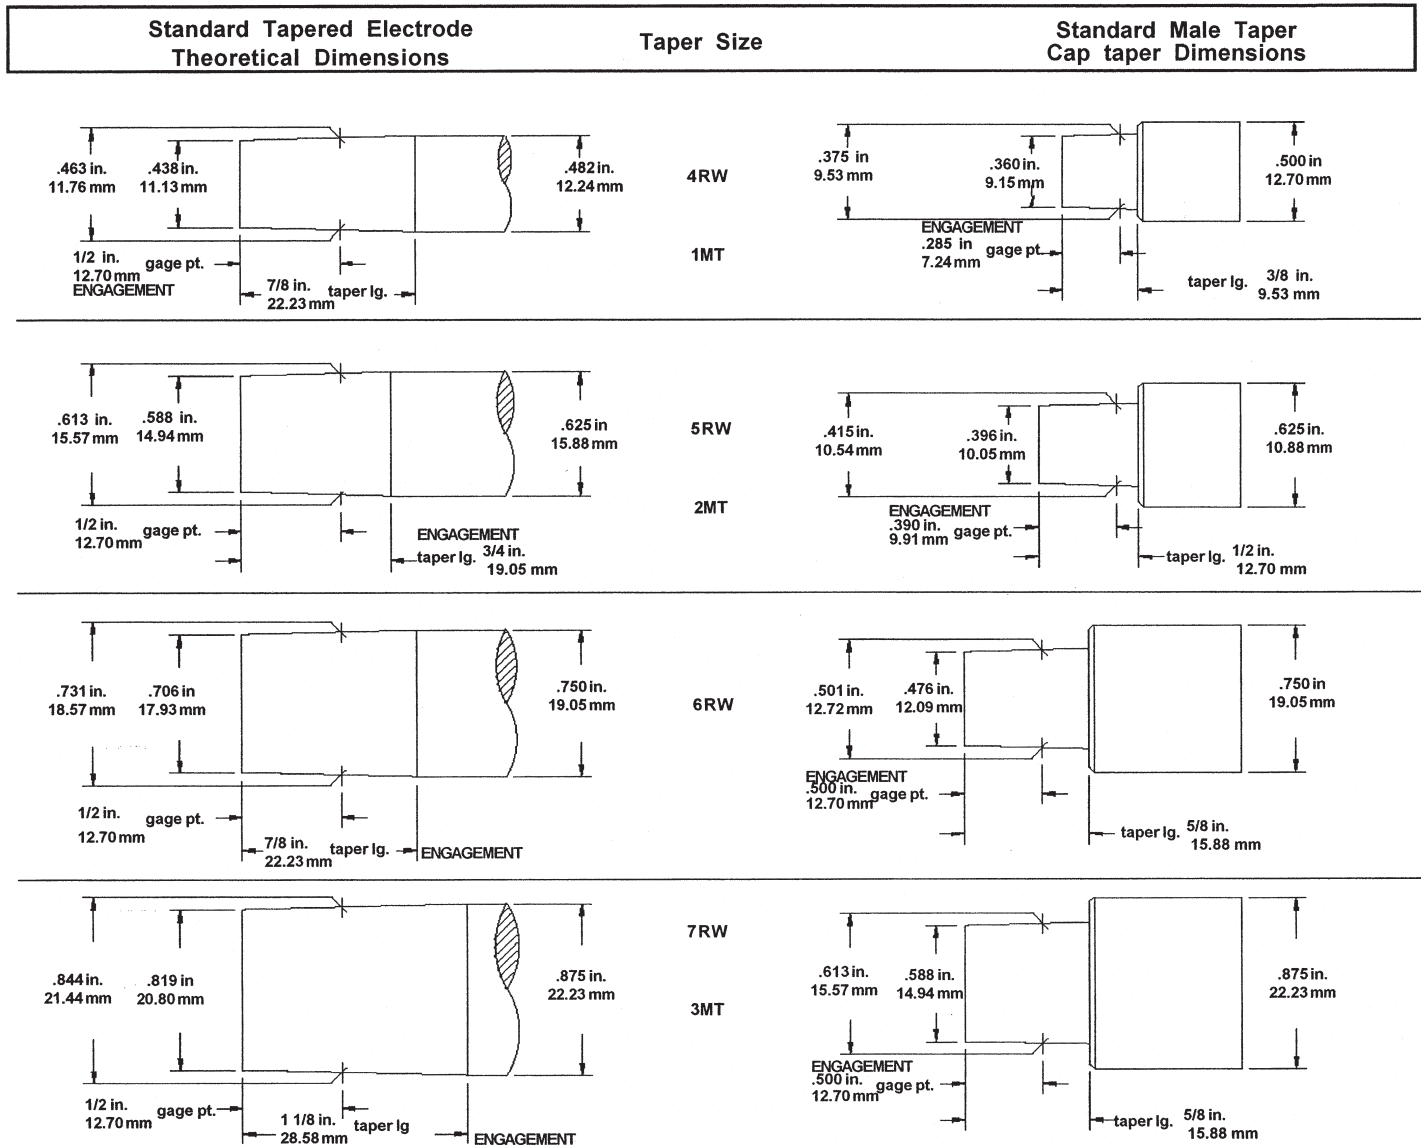 Standard Tapered Electrode
Theoretical Dimensions
Taper Size
Standard Male Taper
Cap taper Dimensions
.463 in.
11.76 mm
.438 in.
11.13 mm
.482 in.
12.24 mm
1/2 in.
12.70 mm
ENGAGEMENT
gage pt.
7/8 in.
22.23 mm
taper lg.
4RW
1MT
.375 in
9.53 mm
.360 in.
9.15 mm
.500 in
12.70 mm
ENGAGEMENT
.285 in
7.24 mm
gage pt.
taper lg.
3/8 in.
9.53 mm
.613 in.
15.57 mm
.588 in.
14.94 mm
.625 in
15.88 mm
1/2 in.
12.70 mm
gage pt.
ENGAGEMENT
taper lg.
3/4 in.
19.05 mm
5RW
2MT
.415 in.
10.54 mm
.396 in.
10.05 mm
.625 in.
10.88 mm
ENGAGEMENT
.390 in.
9.91 mm
gage pt.
taper lg.
1/2 in.
12.70 mm
.731 in.
18.57 mm
.706 in
17.93 mm
.750 in.
19.05 mm
1/2 in.
12.70 mm
gage pt.
7/8 in.
22.23 mm
taper lg.
ENGAGEMENT
6RW
.501 in.
12.72 mm
.476 in.
12.09 mm
.750 in
19.05 mm
ENGAGEMENT
.500 in.
12.70 mm
gage pt.
taper lg.
5/8 in.
15.88 mm
.844 in.
21.44 mm
.819 in
20.80 mm
.875 in.
22.23 mm
1/2 in.
12.70 mm
gage pt.
1 1/8 in.
28.58 mm
taper lg
ENGAGEMENT
7RW
3MT
.613 in.
15.57 mm
.588 in.
14.94 mm
.875 in.
22.23 mm
ENGAGEMENT
.500 in.
12.70 mm
gage pt.
taper lg.
5/8 in.
15.88 mm